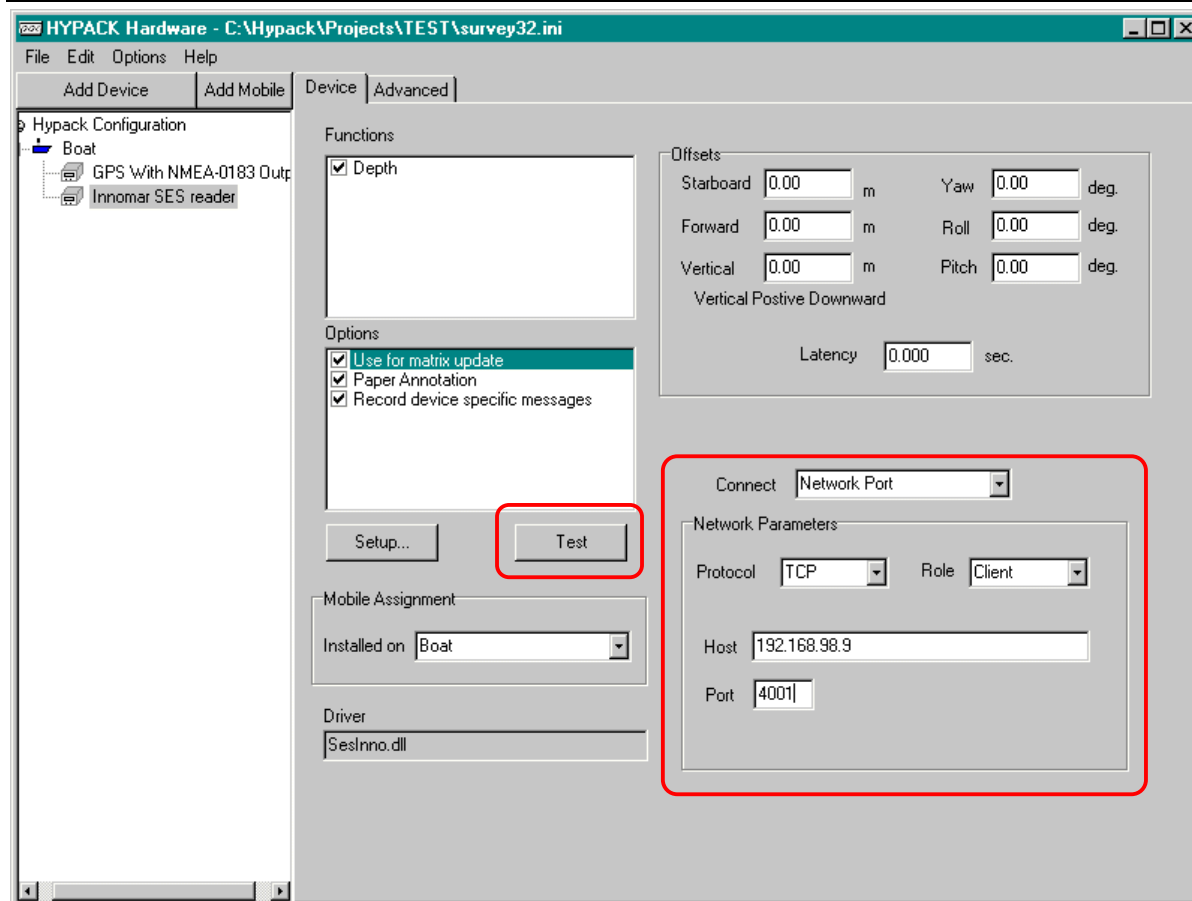 HYPACK Hardware - C:\Hypack\Projects\TEST\survey32.ini
File Edit Options Help
Add Device Add Mobile Device Advanced
Hypack Configuration
Boat
GPS With NMEA-0183 Outp
Innomar SES reader
Functions
Depth
Options
Use for matrix update
Paper Annotation
Record device specific messages
Setup... Test
Mobile Assignment
Installed on Boat
Driver
SesInno.dll
Offsets
Starboard 0.00 m Yaw 0.00 deg.
Forward 0.00 m Roll 0.00 deg.
Vertical 0.00 m Pitch 0.00 deg.
Vertical Postive Downward
Latency 0.000 sec.
Connect Network Port
Network Parameters
Protocol TCP Role Client
Host 192.168.98.9
Port 4001